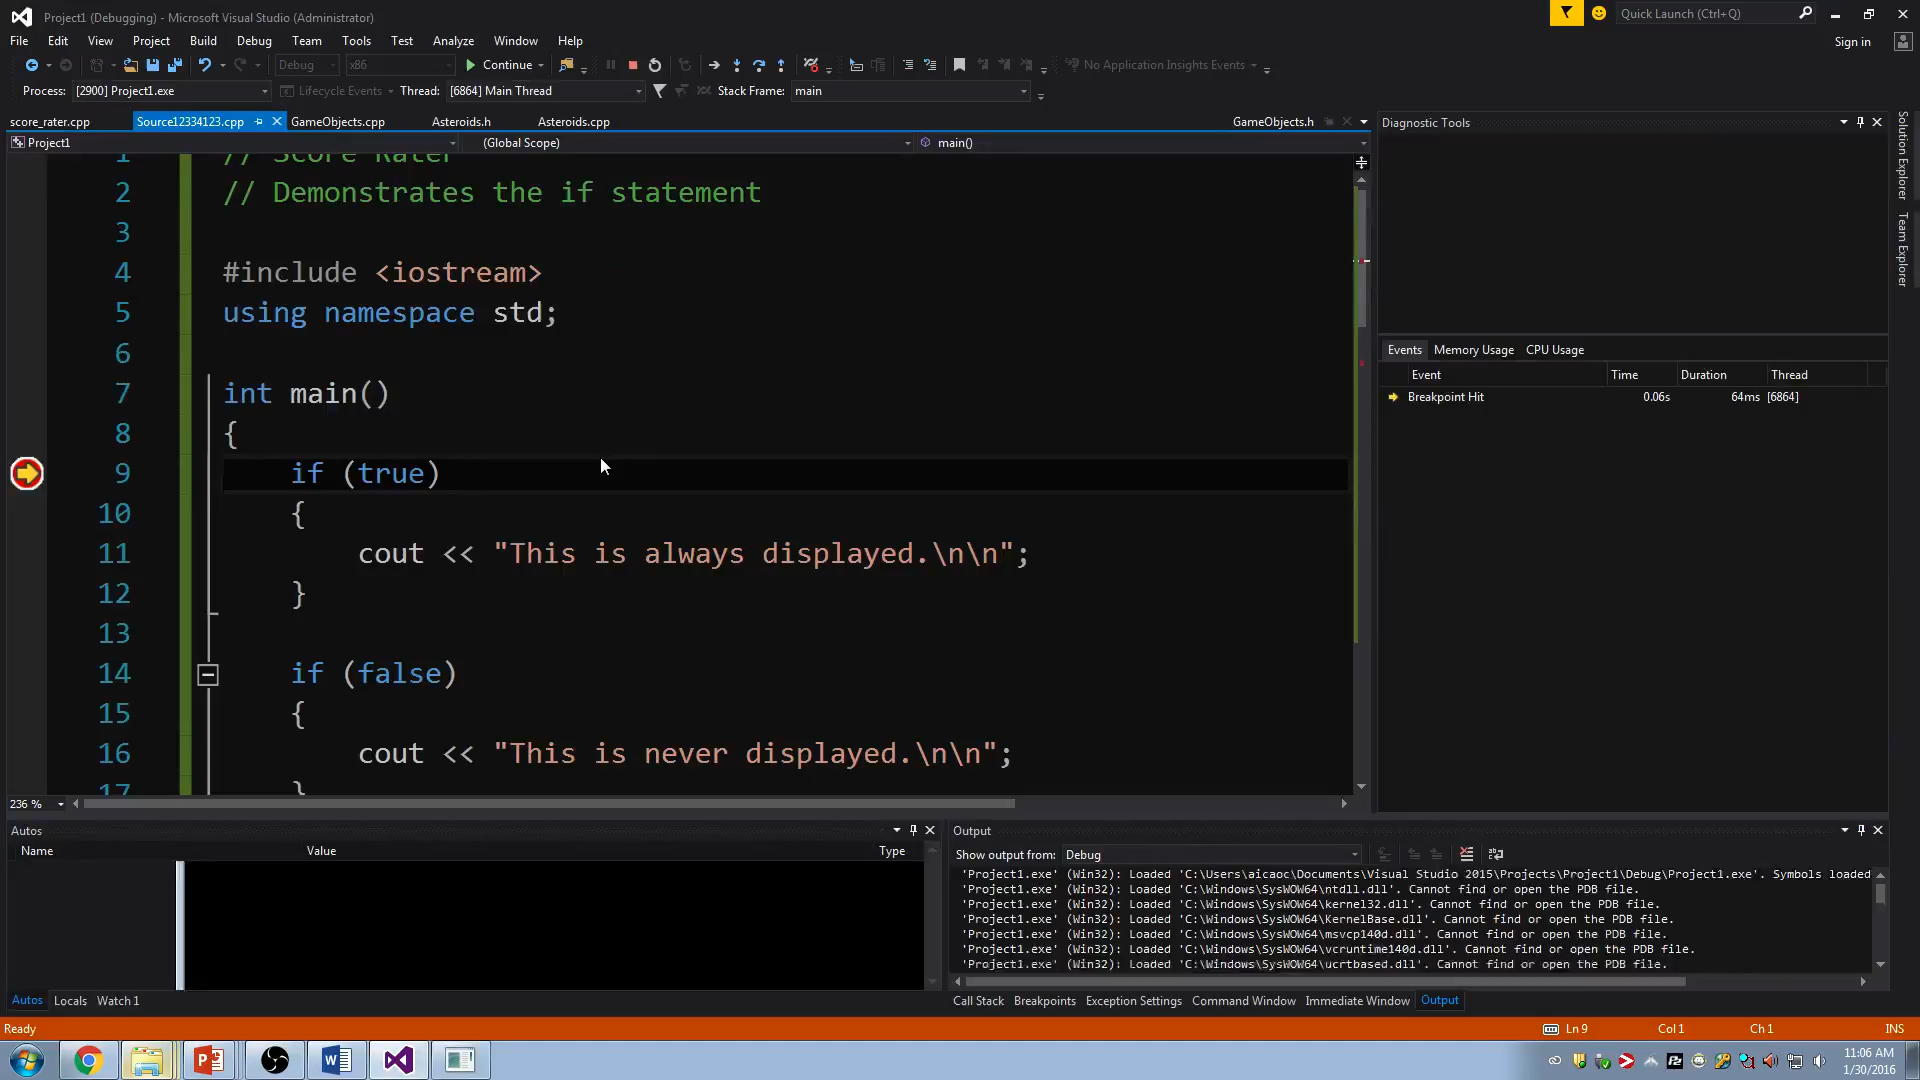 Project1 (Debugging) - Microsoft Visual Studio (Administrator)
Quick Launch (Ctrl+Q)
File Edit View Project Build Debug Team Tools Test Analyze Window Help
Sign in
Debug x86 Continue No Application Insights Events
Process: [2900] Project1.exe Lifecycle Events Thread: [6864] Main Thread Stack Frame: main
score_rater.cpp Source12334123.cpp GameObjects.cpp Asteroids.h Asteroids.cpp GameObjects.h
Project1 (Global Scope) main()
1 // Score Rater
2 // Demonstrates the if statement
3
4 #include <iostream>
5 using namespace std;
6
7 int main()
8 {
9 if (true)
10 {
11 cout << "This is always displayed.\n\n";
12 }
13
14 if (false)
15 {
16 cout << "This is never displayed.\n\n";
17 }
236 %
Diagnostic Tools
Events Memory Usage CPU Usage
Event Time Duration Thread
Breakpoint Hit 0.06s 64ms [6864]
Solution Explorer
Team Explorer
Autos
Name Value Type
Autos Locals Watch 1
Output
Show output from: Debug
'Project1.exe' (Win32): Loaded 'C:\Users\aicaoc\Documents\Visual Studio 2015\Projects\Project1\Debug\Project1.exe'. Symbols loaded
'Project1.exe' (Win32): Loaded 'C:\Windows\SysWOW64\ntdll.dll'. Cannot find or open the PDB file.
'Project1.exe' (Win32): Loaded 'C:\Windows\SysWOW64\kernel32.dll'. Cannot find or open the PDB file.
'Project1.exe' (Win32): Loaded 'C:\Windows\SysWOW64\KernelBase.dll'. Cannot find or open the PDB file.
'Project1.exe' (Win32): Loaded 'C:\Windows\SysWOW64\msvcp140d.dll'. Cannot find or open the PDB file.
'Project1.exe' (Win32): Loaded 'C:\Windows\SysWOW64\vcruntime140d.dll'. Cannot find or open the PDB file.
'Project1.exe' (Win32): Loaded 'C:\Windows\SysWOW64\ucrtbased.dll'. Cannot find or open the PDB file.
Call Stack Breakpoints Exception Settings Command Window Immediate Window Output
Ready Ln 9 Col 1 Ch 1 INS
11:06 AM
1/30/2016